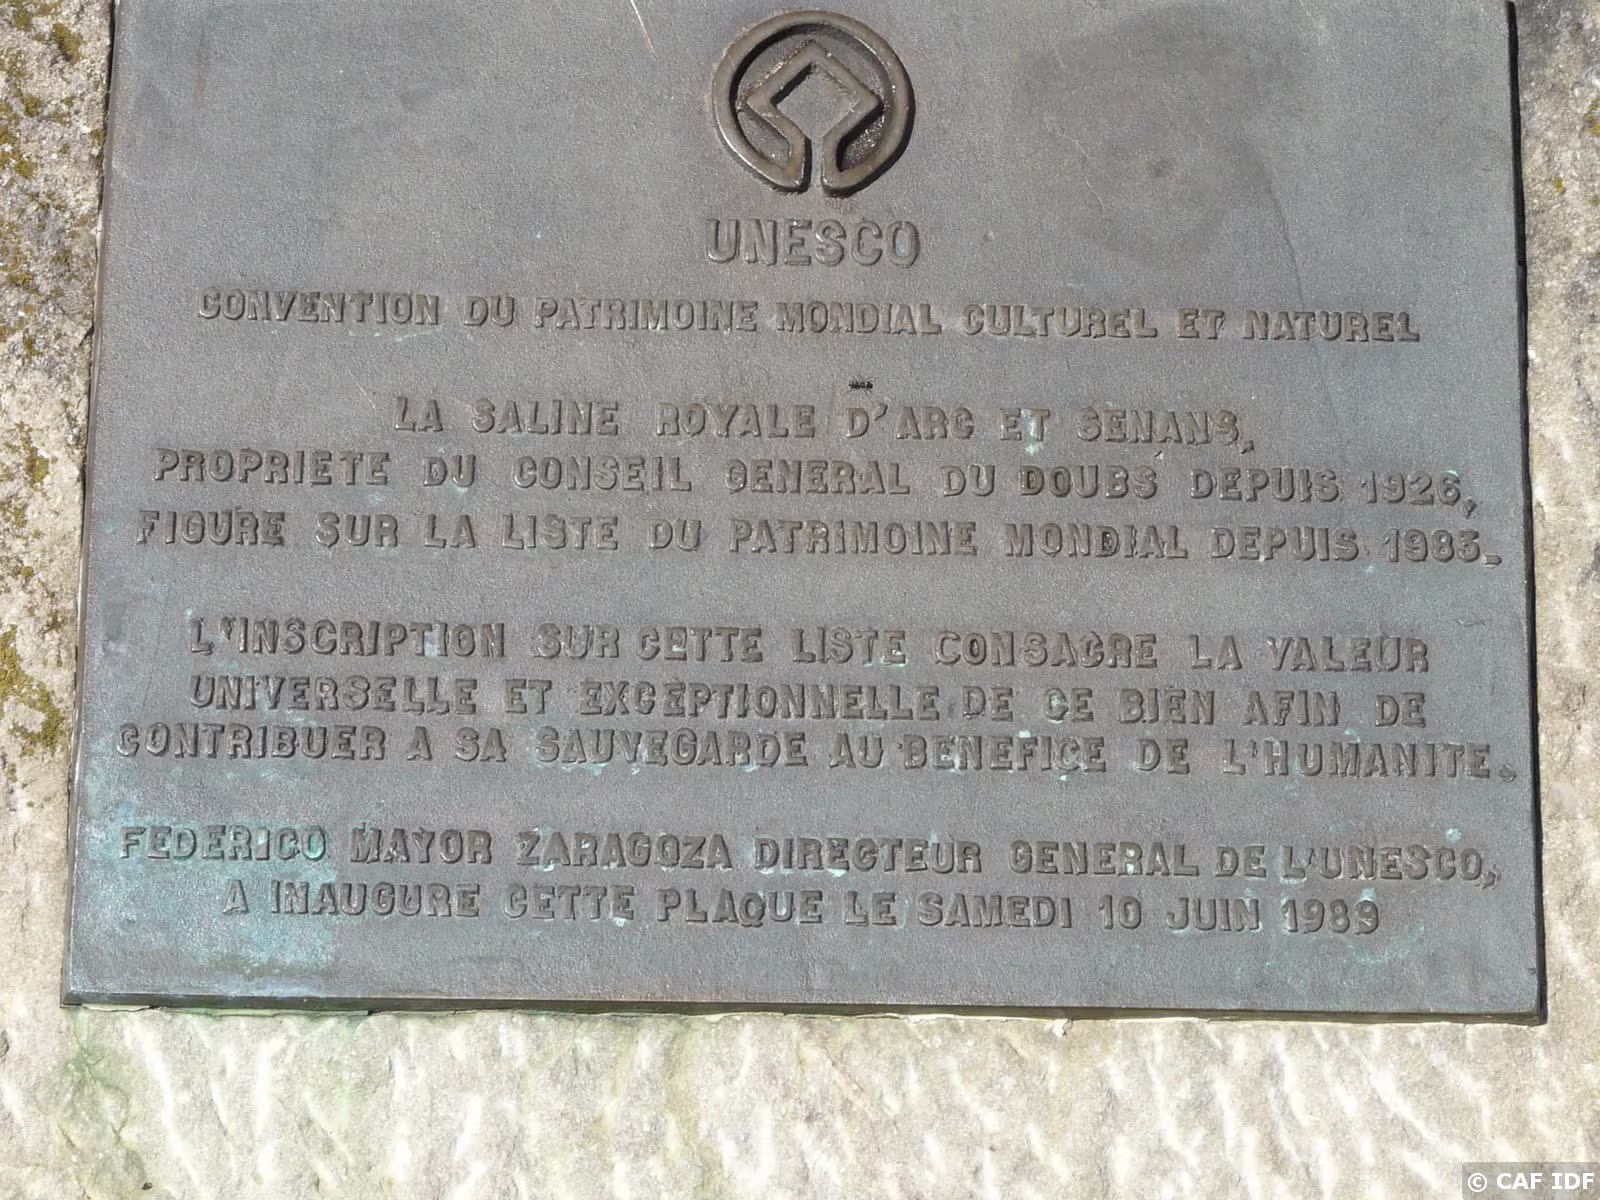 UNESCO
CONVENTION DU PATRIMOINE MONDIAL CULTUREL ET NATUREL
LA SALINE ROYALE D'ARC ET SENANS,
PROPRIETE DU CONSEIL GENERAL DU DOUBS DEPUIS 1926,
FIGURE SUR LA LISTE DU PATRIMOINE MONDIAL DEPUIS 1983.
L'INSCRIPTION SUR CETTE LISTE CONSACRE LA VALEUR
UNIVERSELLE ET EXCEPTIONNELLE DE CE BIEN AFIN DE
CONTRIBUER A SA SAUVEGARDE AU BENEFICE DE L'HUMANITE.
FEDERICO MAYOR ZARAGOZA DIRECTEUR GENERAL DE L'UNESCO,
A INAUGURE CETTE PLAQUE LE SAMEDI 10 JUIN 1989
© CAF IDF